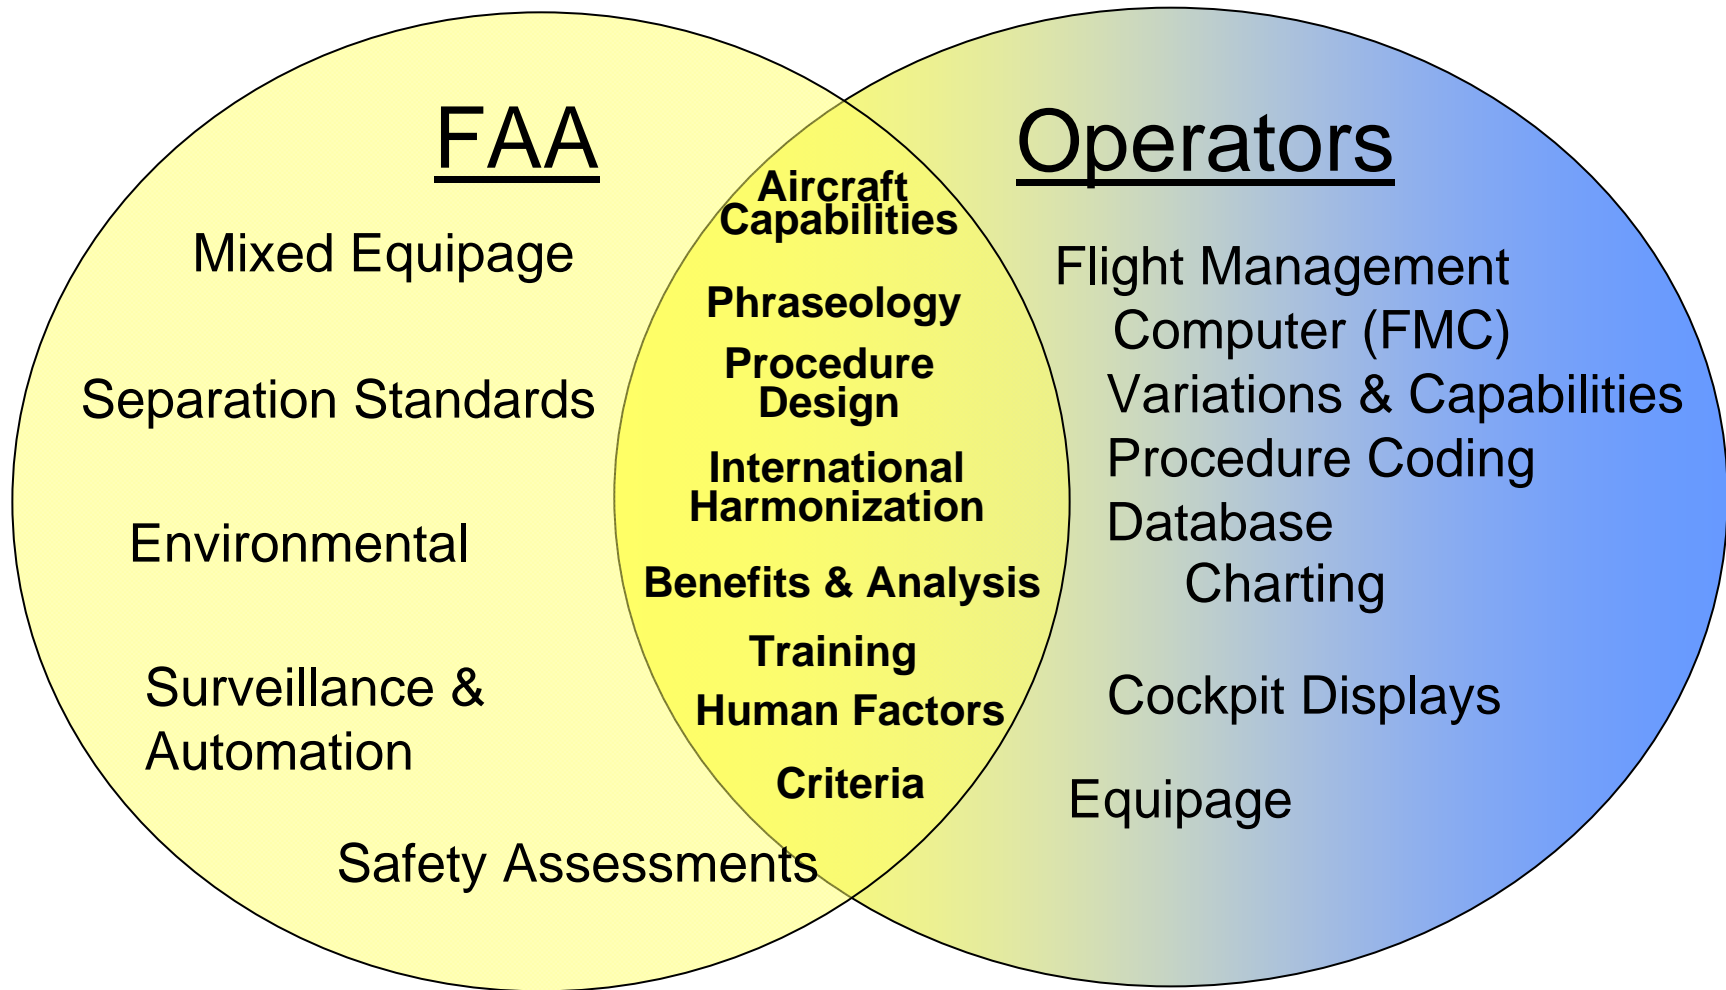 FAA
Mixed Equipage
Separation Standards
Environmental
Surveillance &
Automation
Safety Assessments
Aircraft
Capabilities
Phraseology
Procedure
Design
International
Harmonization
Benefits & Analysis
Training
Human Factors
Criteria
Operators
Flight Management
Computer (FMC)
Variations & Capabilities
Procedure Coding
Database
Charting
Cockpit Displays
Equipage